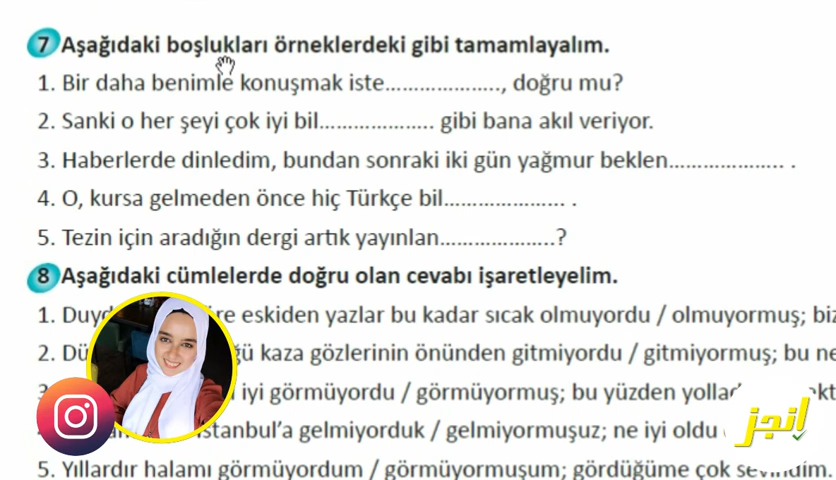 7 Aşağıdaki boşlukları örneklerdeki gibi tamamlayalım.
1. Bir daha benimle konuşmak iste...................., doğru mu?
2. Sanki o her şeyi çok iyi bil.................... gibi bana akıl veriyor.
3. Haberlerde dinledim, bundan sonraki iki gün yağmur beklen.................... .
4. O, kursa gelmeden önce hiç Türkçe bil..................... .
5. Tezin için aradığın dergi artık yayınlan....................?
8 Aşağıdaki cümlelerde doğru olan cevabı işaretleyelim.
1. eskiden yazlar bu kadar sıcak olmuyordu / olmuyormuş;
2. kaza gözlerinin önünden gitmiyordu / gitmiyormuş; bu
iyi görmüyordu / görmüyormuş; bu yüzden
İstanbul'a gelmiyorduk / gelmiyormuşuz; ne iyi oldu
5. Yıllardır halamı görmüyordum / görmüyormuşum; gördüğüme çok sevindim.
انجز